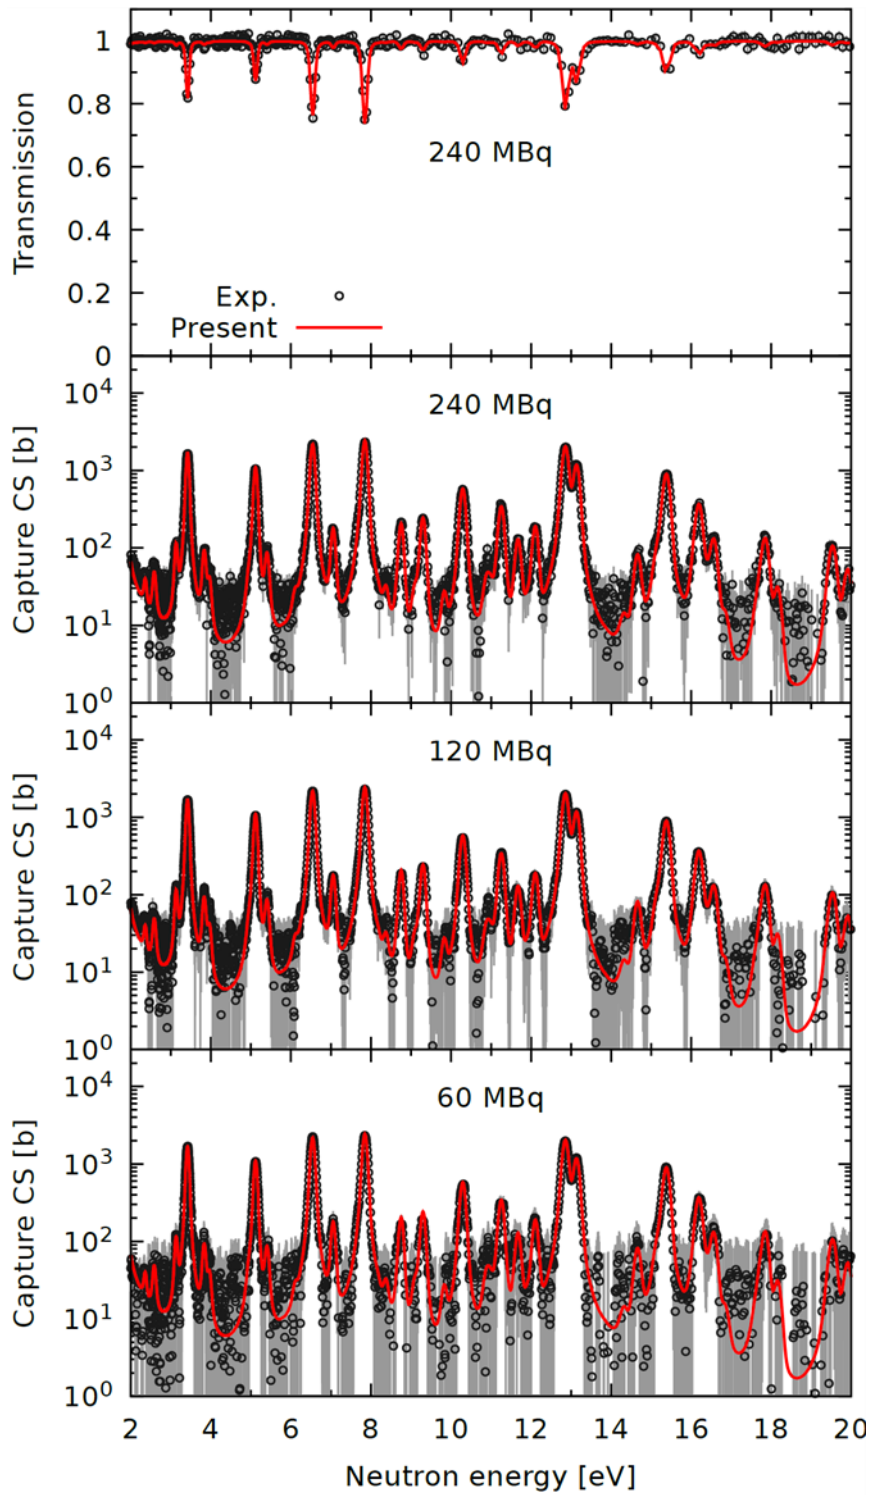 1
0.8
0.6
0.4
0.2
0
Transmission
240 MBq
Exp.
Present
10⁴
10³
10²
10¹
10⁰
Capture CS [b]
240 MBq
10⁴
10³
10²
10¹
10⁰
Capture CS [b]
120 MBq
10⁴
10³
10²
10¹
10⁰
Capture CS [b]
60 MBq
2 4 6 8 10 12 14 16 18 20
Neutron energy [eV]